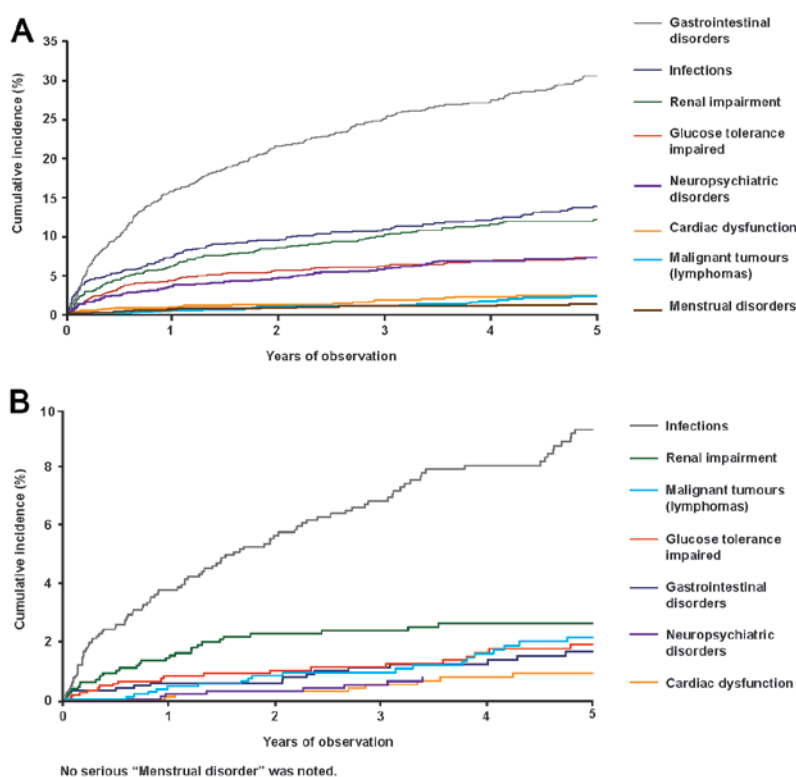 A
Cumulative incidence (%)
35
30
25
20
15
10
5
0
0
1
2
3
4
5
Years of observation
Gastrointestinal
disorders
Infections
Renal impairment
Glucose tolerance
impaired
Neuropsychiatric
disorders
Cardiac dysfunction
Malignant tumours
(lymphomas)
Menstrual disorders
B
Cumulative incidence (%)
10
8
6
4
2
0
0
1
2
3
4
5
Years of observation
Infections
Renal impairment
Malignant tumours
(lymphomas)
Glucose tolerance
impaired
Gastrointestinal
disorders
Neuropsychiatric
disorders
Cardiac dysfunction
No serious “Menstrual disorder” was noted.